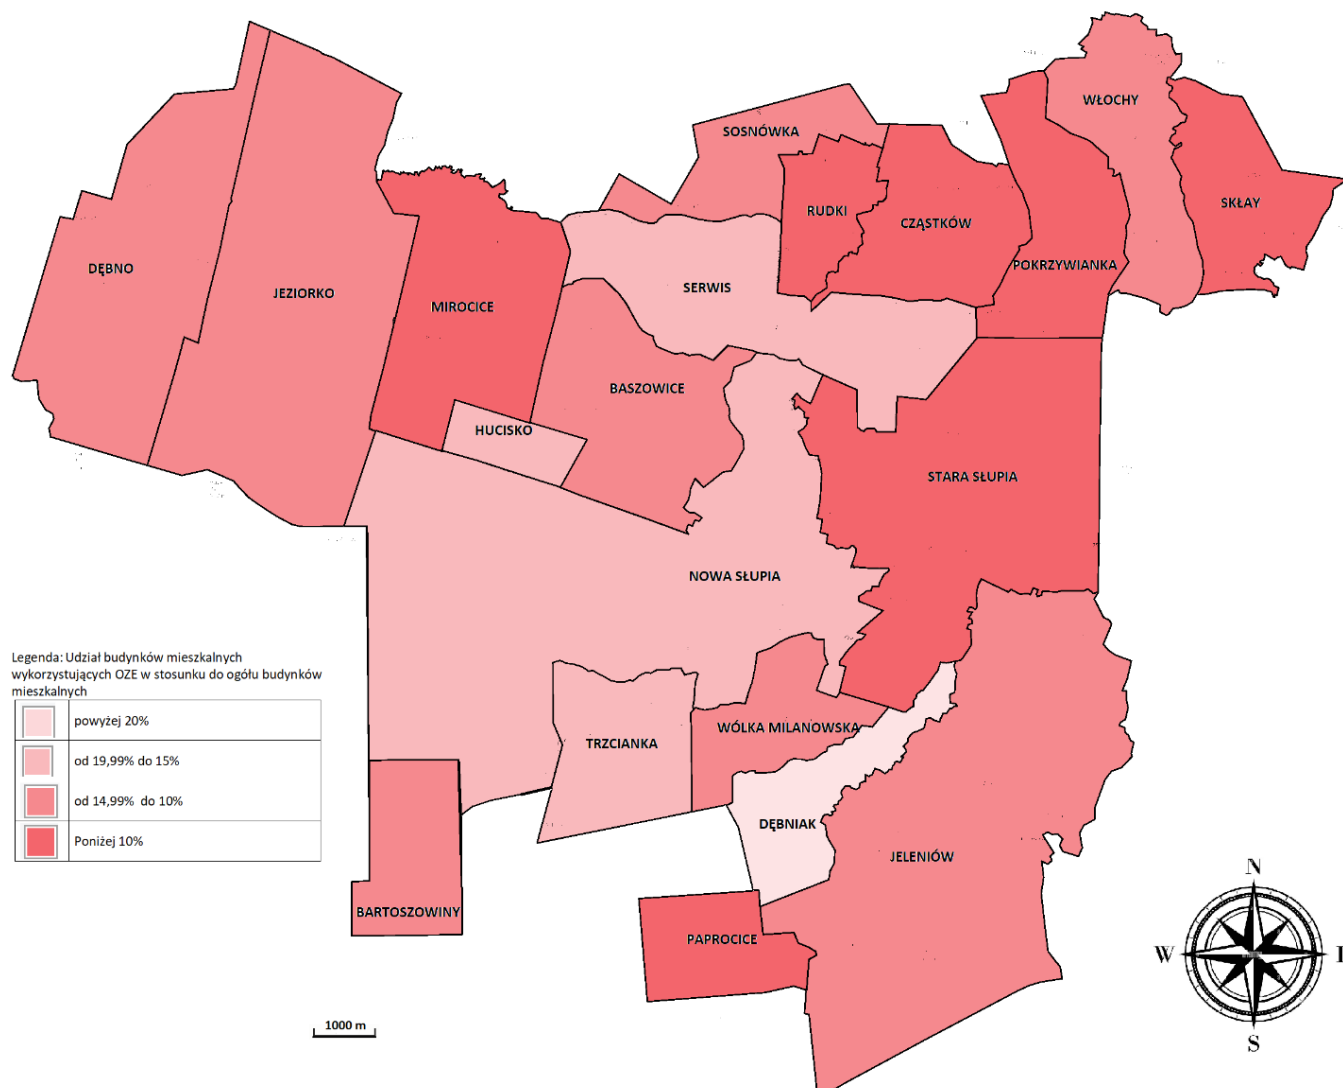 WŁOCHY
SOSNÓWKA
SKŁAY
RUDKI
CZĄSTKÓW
DĘBNO
POKRZYWIANKA
JEZIORKO
SERWIS
MIROCICE
BASZOWICE
HUCISKO
STARA SŁUPIA
NOWA SŁUPIA
Legenda: Udział budynków mieszkalnych
wykorzystujących OZE w stosunku do ogółu budynków
mieszkalnych
powyżej 20%
od 19,99% do 15%
od 14,99% do 10%
Poniżej 10%
WÓLKA MILANOWSKA
TRZCIANKA
DĘBNIAK
JELENIÓW
BARTOSZOWINY
PAPROCICE
N
W
S
1000 m